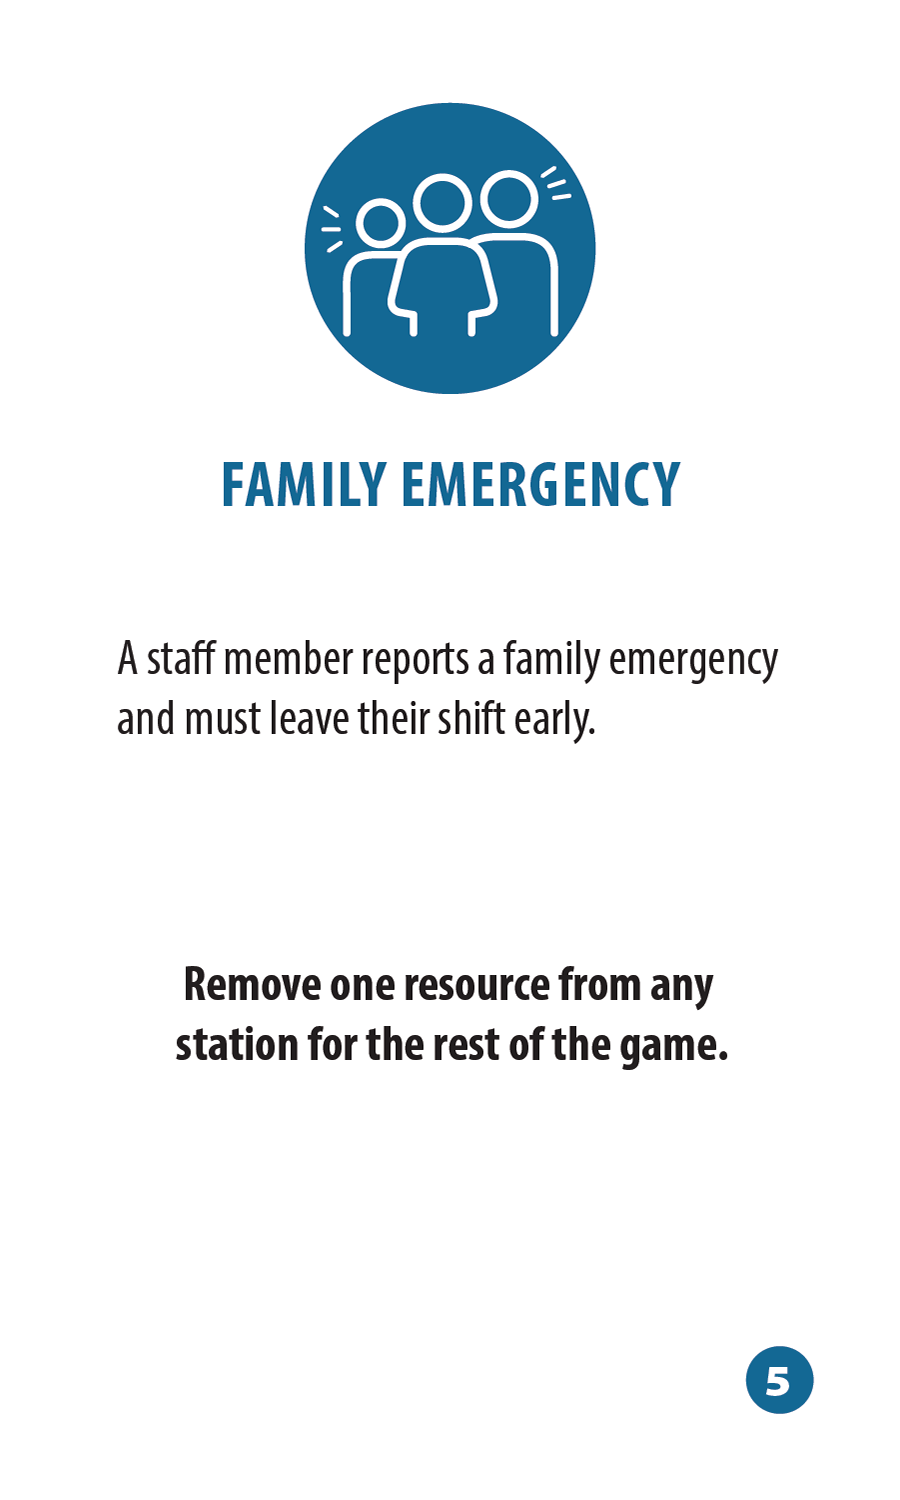 FAMILY EMERGENCY
A staff member reports a family emergency
and must leave their shift early.
Remove one resource from any
station for the rest of the game.
5